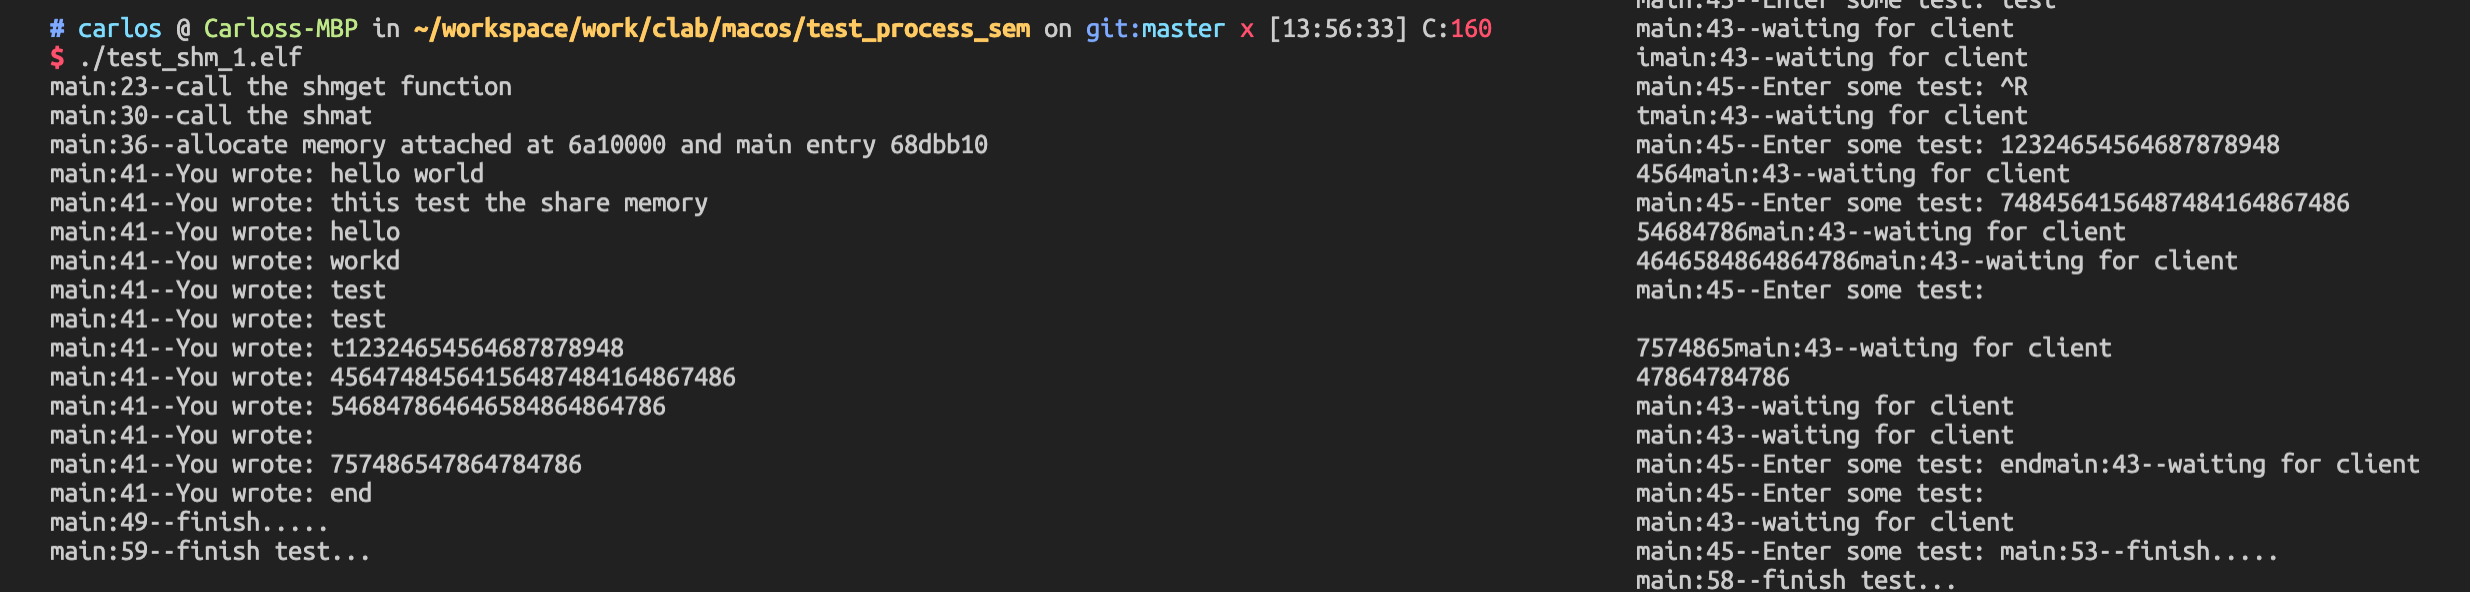 # carlos @ Carloss-MBP in ~/workspace/work/clab/macos/test_process_sem on git:master x [13:56:33] C:160
$ ./test_shm_1.elf
main:23--call the shmget function
main:30--call the shmat
main:36--allocate memory attached at 6a10000 and main entry 68dbb10
main:41--You wrote: hello world
main:41--You wrote: thiis test the share memory
main:41--You wrote: hello
main:41--You wrote: workd
main:41--You wrote: test
main:41--You wrote: test
main:41--You wrote: t12324654564687878948
main:41--You wrote: 45647484564156487484164867486
main:41--You wrote: 546847864646584864864786
main:41--You wrote:
main:41--You wrote: 757486547864784786
main:41--You wrote: end
main:49--finish.....
main:59--finish test...
main:45--Enter some test: test
main:43--waiting for client
imain:43--waiting for client
main:45--Enter some test: ^R
tmain:43--waiting for client
main:45--Enter some test: 12324654564687878948
4564main:43--waiting for client
main:45--Enter some test: 7484564156487484164867486
54684786main:43--waiting for client
4646584864864786main:43--waiting for client
main:45--Enter some test:
7574865main:43--waiting for client
47864784786
main:43--waiting for client
main:43--waiting for client
main:45--Enter some test: endmain:43--waiting for client
main:45--Enter some test:
main:43--waiting for client
main:45--Enter some test: main:53--finish.....
main:58--finish test...